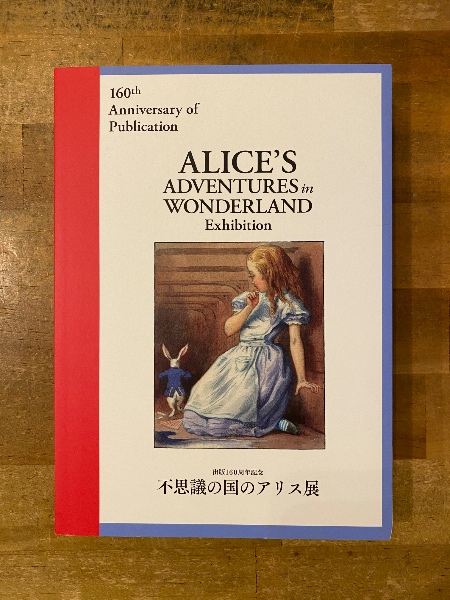 160th
Anniversary of
Publication
ALICE'S
ADVENTURES in
WONDERLAND
Exhibition
出版160周年記念
不思議の国のアリス展